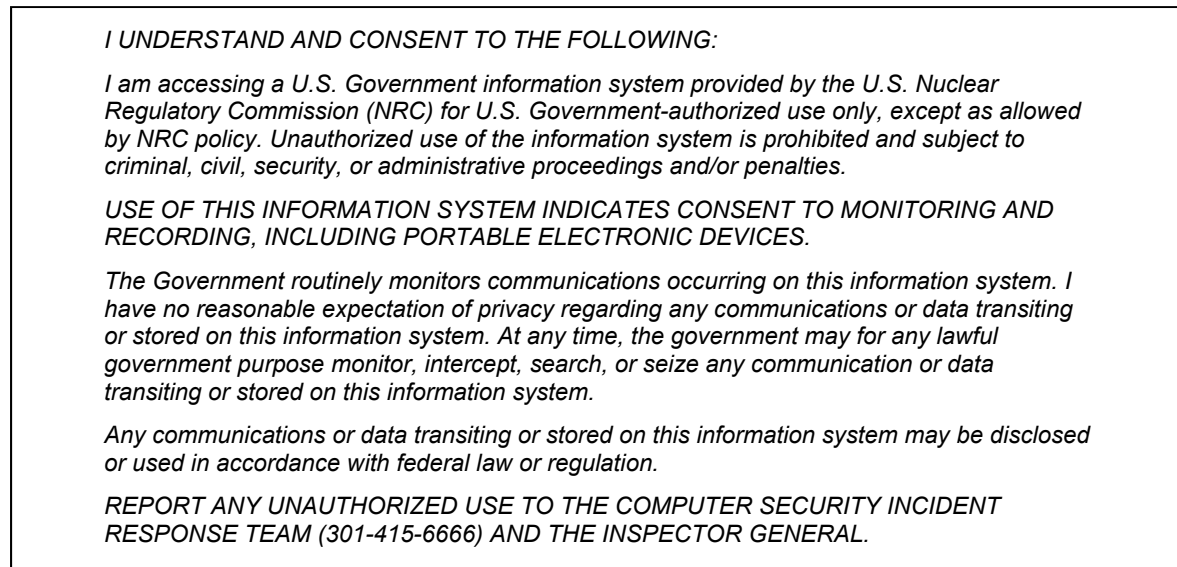 I UNDERSTAND AND CONSENT TO THE FOLLOWING:
I am accessing a U.S. Government information system provided by the U.S. Nuclear
Regulatory Commission (NRC) for U.S. Government-authorized use only, except as allowed
by NRC policy. Unauthorized use of the information system is prohibited and subject to
criminal, civil, security, or administrative proceedings and/or penalties.
USE OF THIS INFORMATION SYSTEM INDICATES CONSENT TO MONITORING AND
RECORDING, INCLUDING PORTABLE ELECTRONIC DEVICES.
The Government routinely monitors communications occurring on this information system. I
have no reasonable expectation of privacy regarding any communications or data transiting
or stored on this information system. At any time, the government may for any lawful
government purpose monitor, intercept, search, or seize any communication or data
transiting or stored on this information system.
Any communications or data transiting or stored on this information system may be disclosed
or used in accordance with federal law or regulation.
REPORT ANY UNAUTHORIZED USE TO THE COMPUTER SECURITY INCIDENT
RESPONSE TEAM (301-415-6666) AND THE INSPECTOR GENERAL.